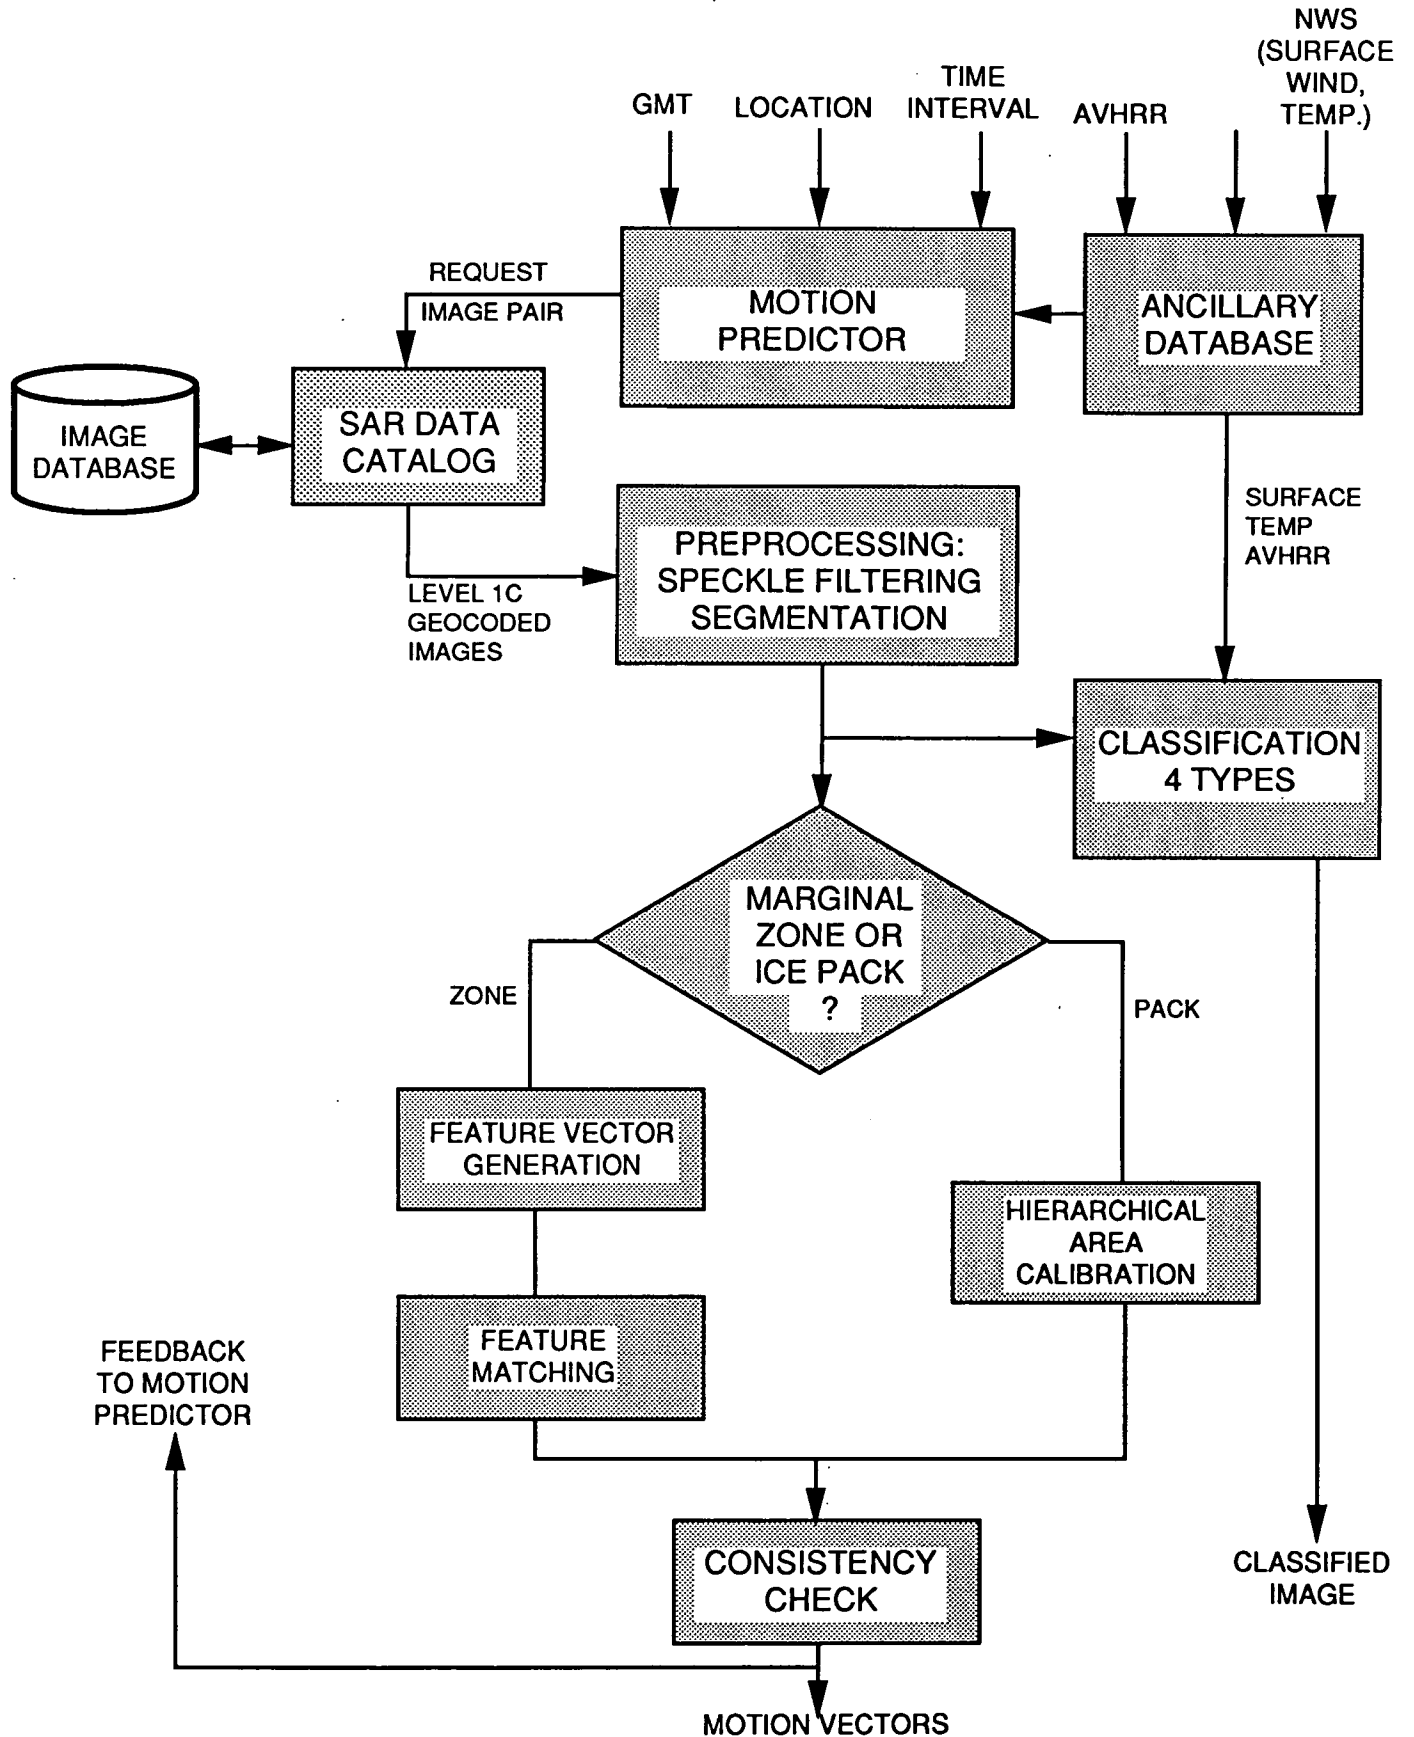 NWS
(SURFACE
WIND,
TEMP.)
TIME
INTERVAL
GMT
LOCATION
AVHRR
REQUEST
IMAGE PAIR
MOTION
PREDICTOR
ANCILLARY
DATABASE
IMAGE
DATABASE
SAR DATA
CATALOG
LEVEL 1C
GEOCODED
IMAGES
PREPROCESSING:
SPECKLE FILTERING
SEGMENTATION
SURFACE
TEMP
AVHRR
CLASSIFICATION
4 TYPES
MARGINAL
ZONE OR
ICE PACK
?
ZONE
PACK
FEATURE VECTOR
GENERATION
HIERARCHICAL
AREA
CALIBRATION
FEATURE
MATCHING
FEEDBACK
TO MOTION
PREDICTOR
CONSISTENCY
CHECK
CLASSIFIED
IMAGE
MOTION VECTORS